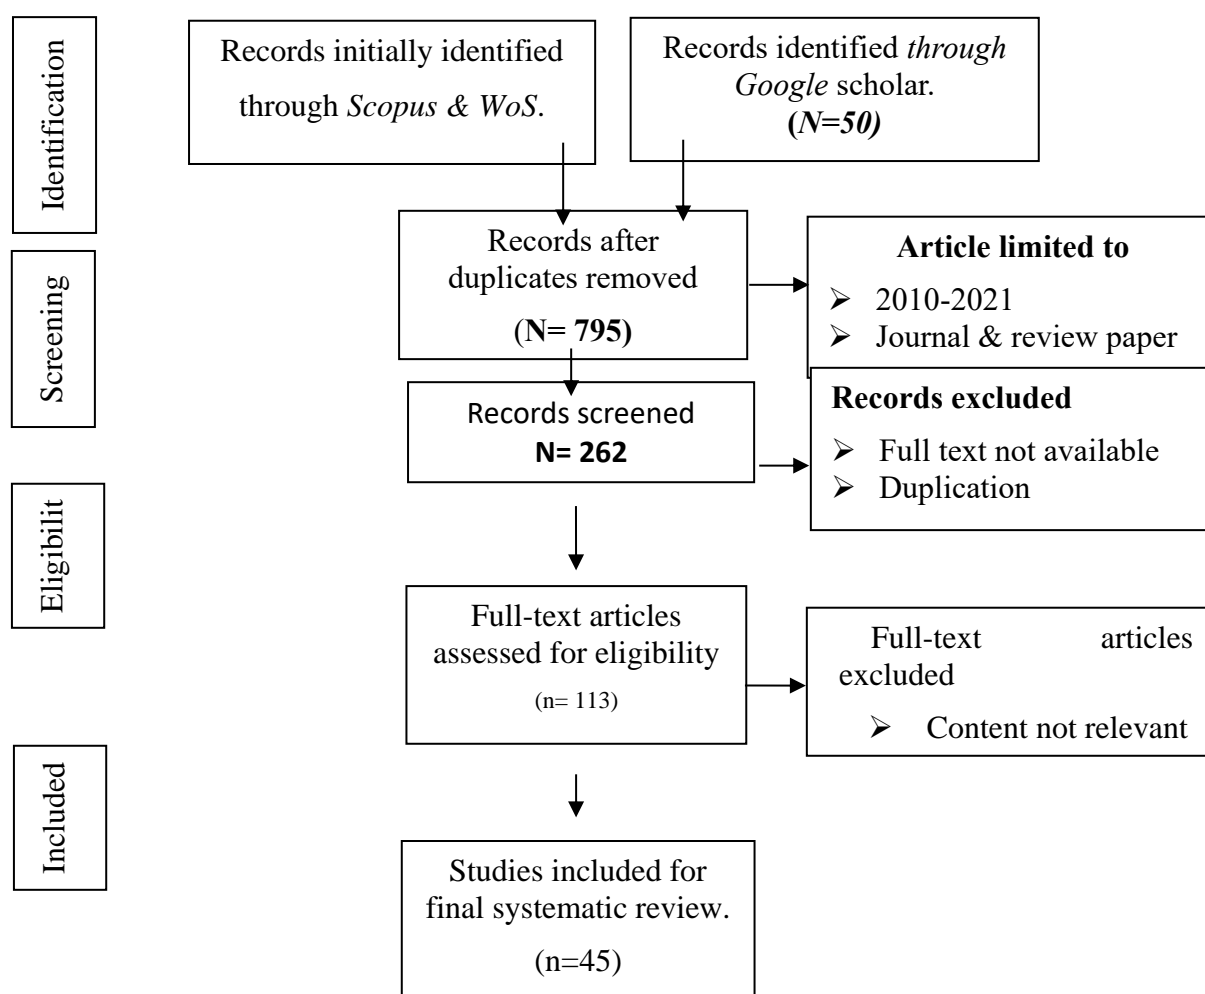 Identification
Records initially identified
through Scopus & WoS.
Records identified through
Google scholar.
(N=50)
Screening
Records after
duplicates removed
(N= 795)
Article limited to
➢ 2010-2021
➢ Journal & review paper
Records screened
N= 262
Records excluded
➢ Full text not available
➢ Duplication
Eligibilit
Full-text articles
assessed for eligibility
(n= 113)
Full-text articles
excluded
➢ Content not relevant
Included
Studies included for
final systematic review.
(n=45)